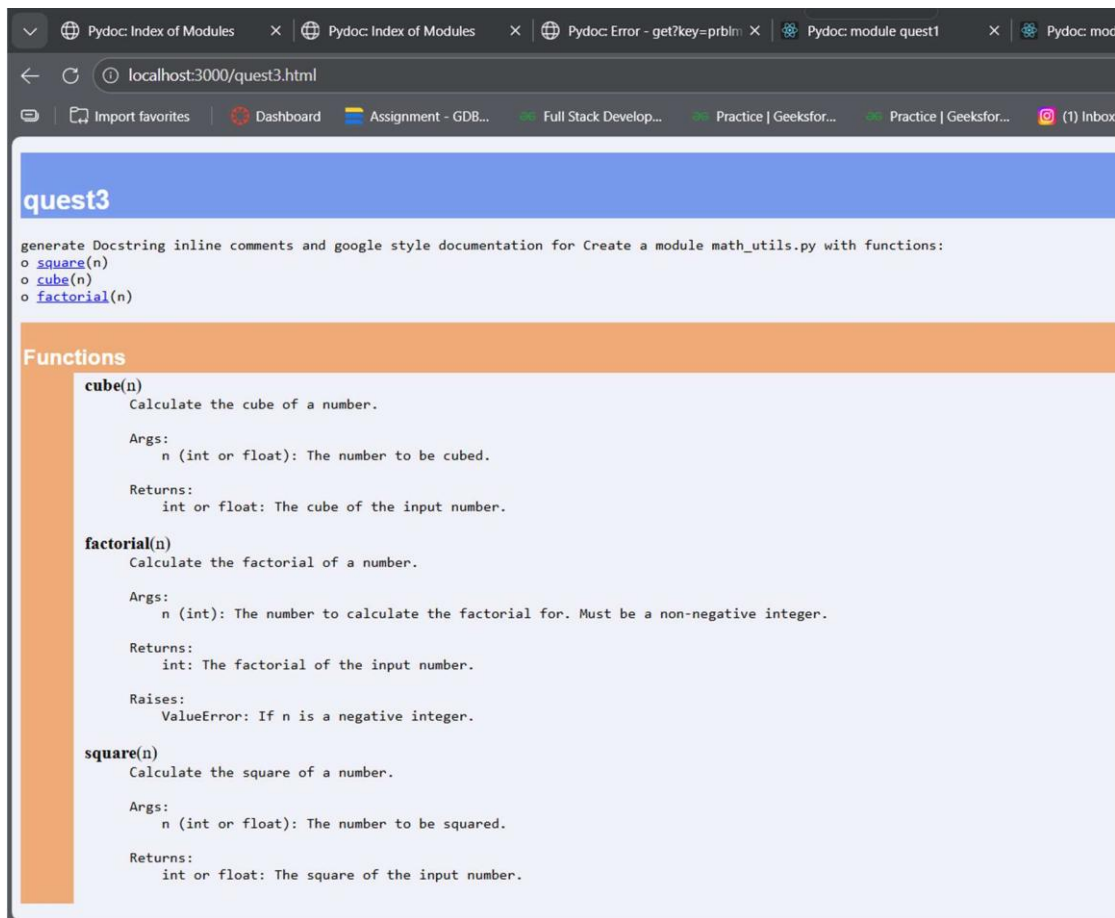 Pydoc: Index of Modules
Pydoc: Index of Modules
Pydoc: Error - get?key=prblm
Pydoc: module quest1
Pydoc: mod
localhost:3000/quest3.html
Import favorites
Dashboard
Assignment - GDB...
Full Stack Develop...
Practice | Geeksfor...
Practice | Geeksfor...
(1) Inbox
quest3
generate Docstring inline comments and google style documentation for Create a module math_utils.py with functions:
o square(n)
o cube(n)
o factorial(n)
Functions
cube(n)
Calculate the cube of a number.
Args:
n (int or float): The number to be cubed.
Returns:
int or float: The cube of the input number.
factorial(n)
Calculate the factorial of a number.
Args:
n (int): The number to calculate the factorial for. Must be a non-negative integer.
Returns:
int: The factorial of the input number.
Raises:
ValueError: If n is a negative integer.
square(n)
Calculate the square of a number.
Args:
n (int or float): The number to be squared.
Returns:
int or float: The square of the input number.